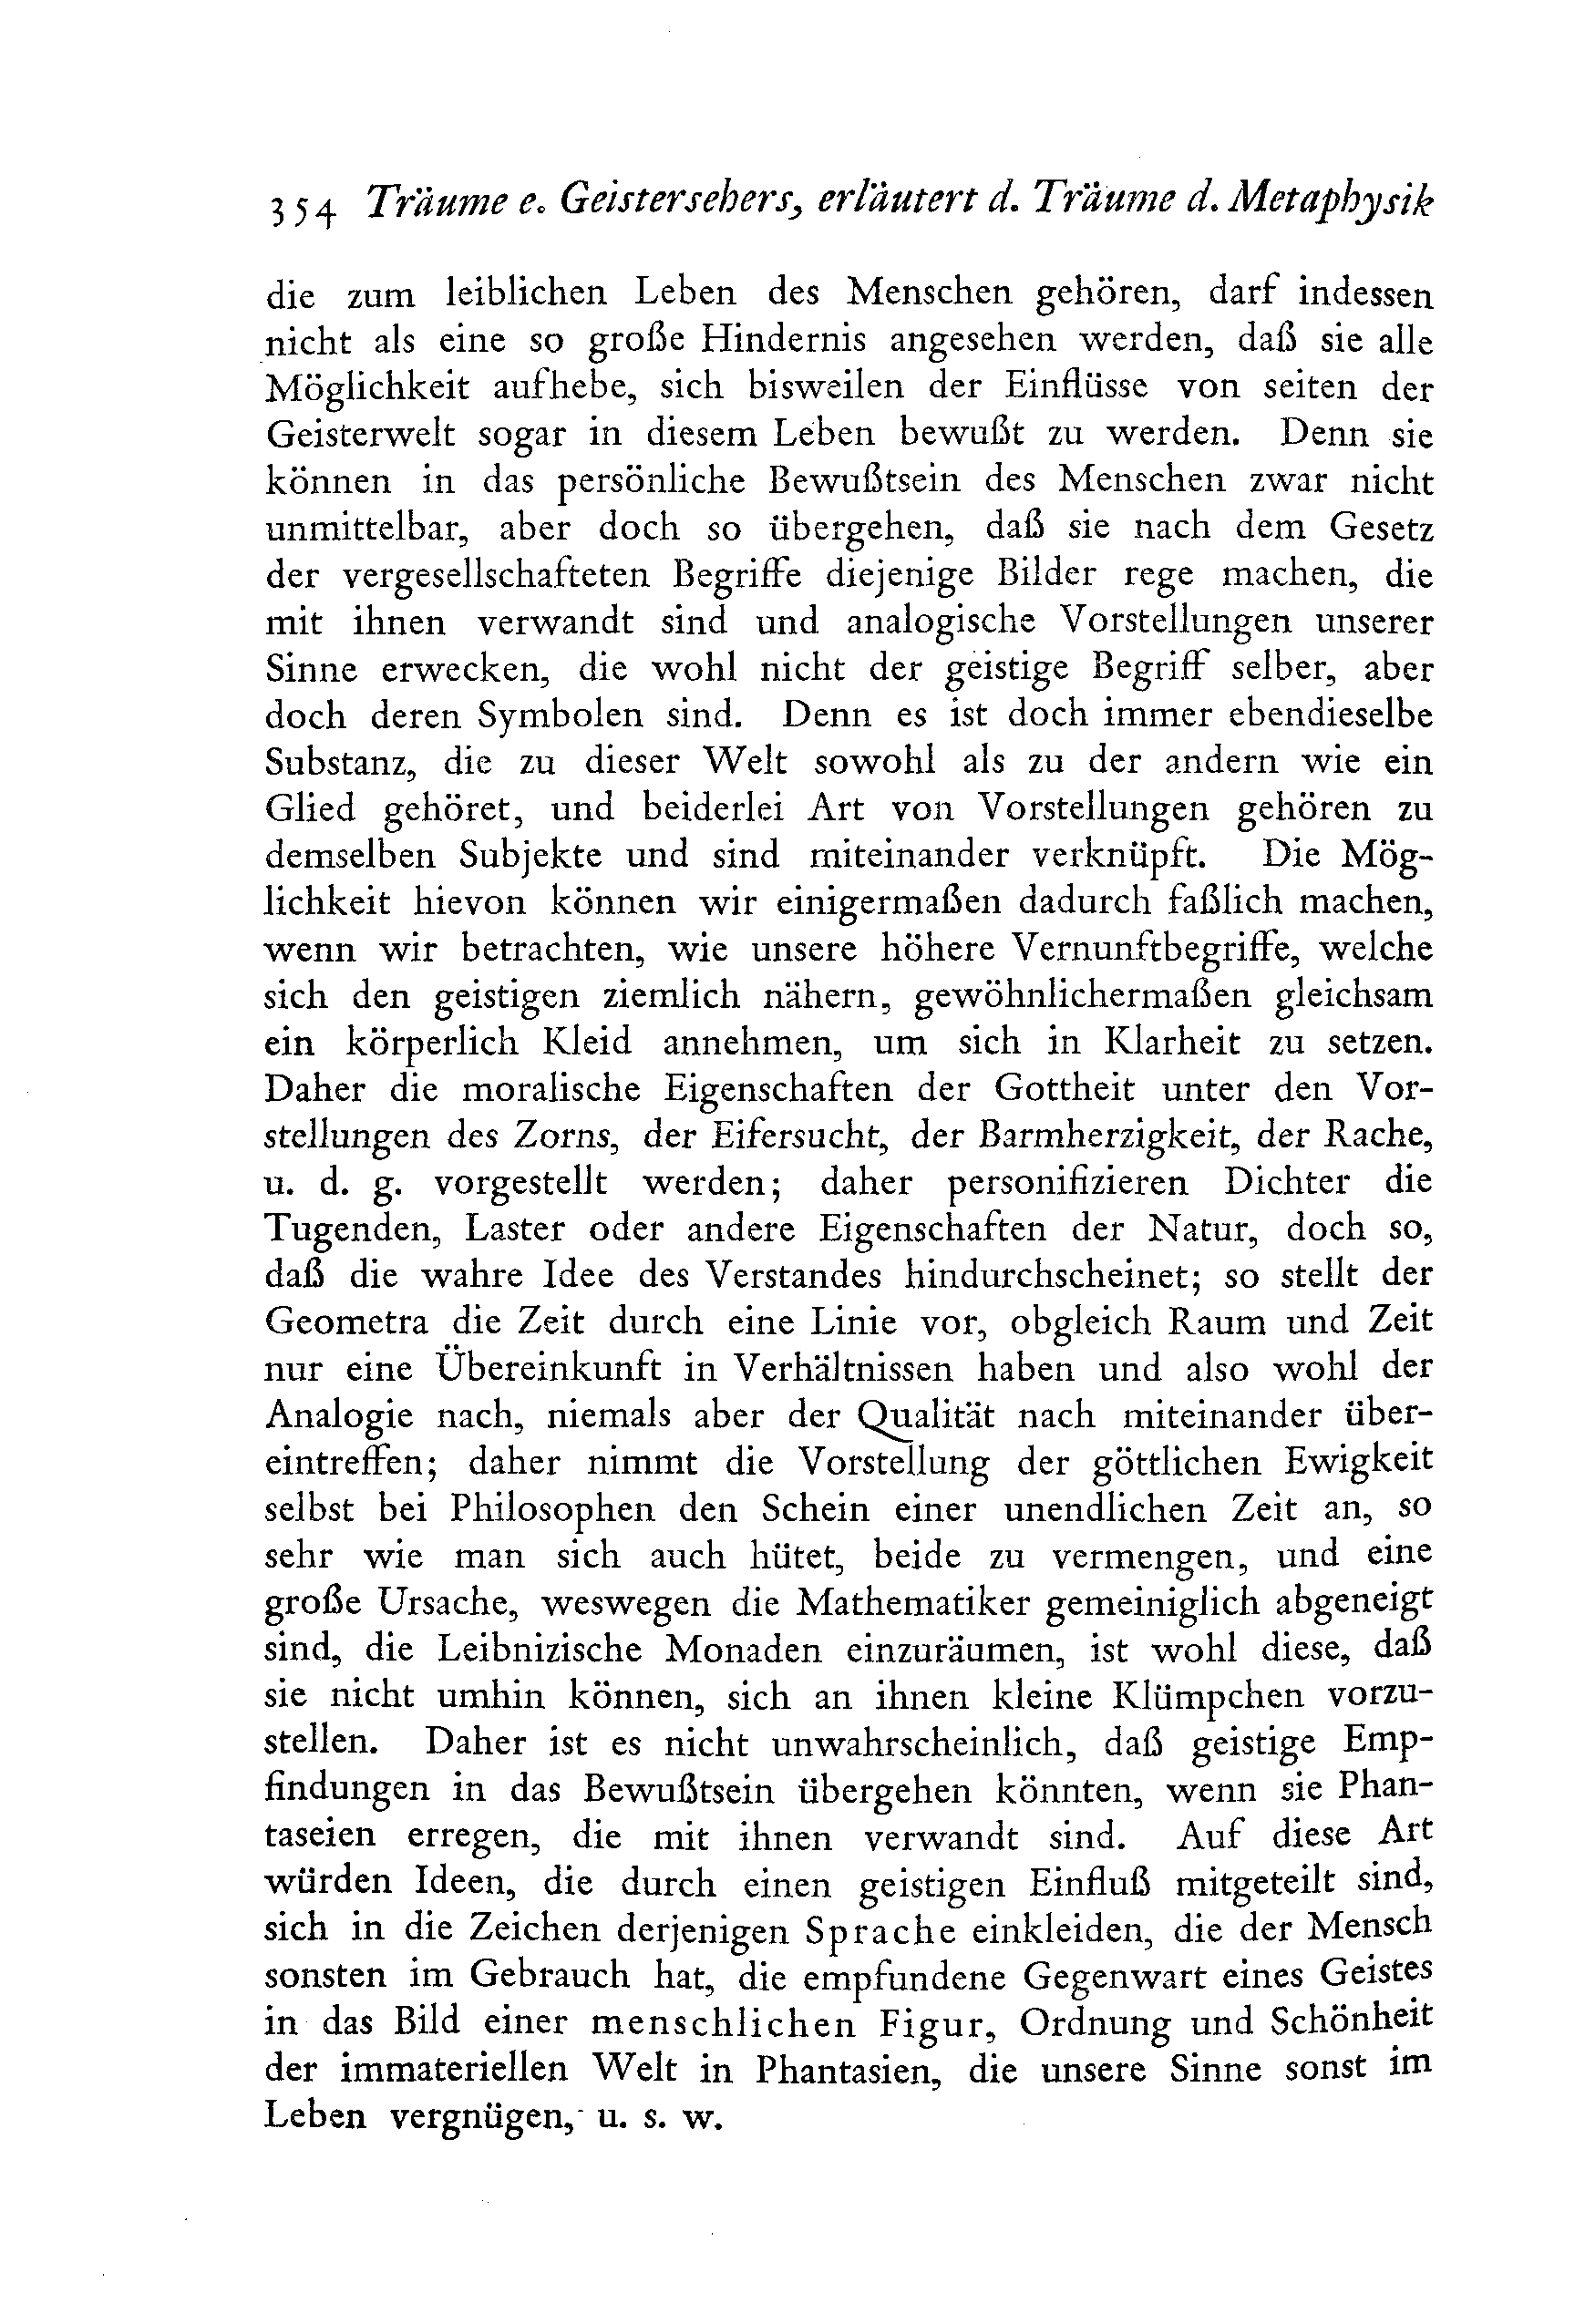 354 Träume e. Geistersehers, erläutert d. Träume d. Metaphysik
die zum leiblichen Leben des Menschen gehören, darf indessen
nicht als eine so große Hindernis angesehen werden, daß sie alle
Möglichkeit aufhebe, sich bisweilen der Einflüsse von seiten der
Geisterwelt sogar in diesem Leben bewußt zu werden. Denn sie
können in das persönliche Bewußtsein des Menschen zwar nicht
unmittelbar, aber doch so übergehen, daß sie nach dem Gesetz
der vergesellschafteten Begriffe diejenige Bilder rege machen, die
mit ihnen verwandt sind und analogische Vorstellungen unserer
Sinne erwecken, die wohl nicht der geistige Begriff selber, aber
doch deren Symbolen sind. Denn es ist doch immer ebendieselbe
Substanz, die zu dieser Welt sowohl als zu der andern wie ein
Glied gehöret, und beiderlei Art von Vorstellungen gehören zu
demselben Subjekte und sind miteinander verknüpft. Die Mög-
lichkeit hievon können wir einigermaßen dadurch faßlich machen,
wenn wir betrachten, wie unsere höhere Vernunftbegriffe, welche
sich den geistigen ziemlich nähern, gewöhnlichermaßen gleichsam
ein körperlich Kleid annehmen, um sich in Klarheit zu setzen.
Daher die moralische Eigenschaften der Gottheit unter den Vor-
stellungen des Zorns, der Eifersucht, der Barmherzigkeit, der Rache,
u. d. g. vorgestellt werden; daher personifizieren Dichter die
Tugenden, Laster oder andere Eigenschaften der Natur, doch so,
daß die wahre Idee des Verstandes hindurchscheinet; so stellt der
Geometra die Zeit durch eine Linie vor, obgleich Raum und Zeit
nur eine Übereinkunft in Verhältnissen haben und also wohl der
Analogie nach, niemals aber der Qualität nach miteinander über-
eintreffen; daher nimmt die Vorstellung der göttlichen Ewigkeit
selbst bei Philosophen den Schein einer unendlichen Zeit an, so
sehr wie man sich auch hütet, beide zu vermengen, und eine
große Ursache, weswegen die Mathematiker gemeiniglich abgeneigt
sind, die Leibnizische Monaden einzuräumen, ist wohl diese, daß
sie nicht umhin können, sich an ihnen kleine Klümpchen vorzu-
stellen. Daher ist es nicht unwahrscheinlich, daß geistige Emp-
findungen in das Bewußtsein übergehen könnten, wenn sie Phan-
taseien erregen, die mit ihnen verwandt sind. Auf diese Art
würden Ideen, die durch einen geistigen Einfluß mitgeteilt sind,
sich in die Zeichen derjenigen Sprache einkleiden, die der Mensch
sonsten im Gebrauch hat, die empfundene Gegenwart eines Geistes
in das Bild einer menschlichen Figur, Ordnung und Schönheit
der immateriellen Welt in Phantasien, die unsere Sinne sonst im
Leben vergnügen, u. s. w.